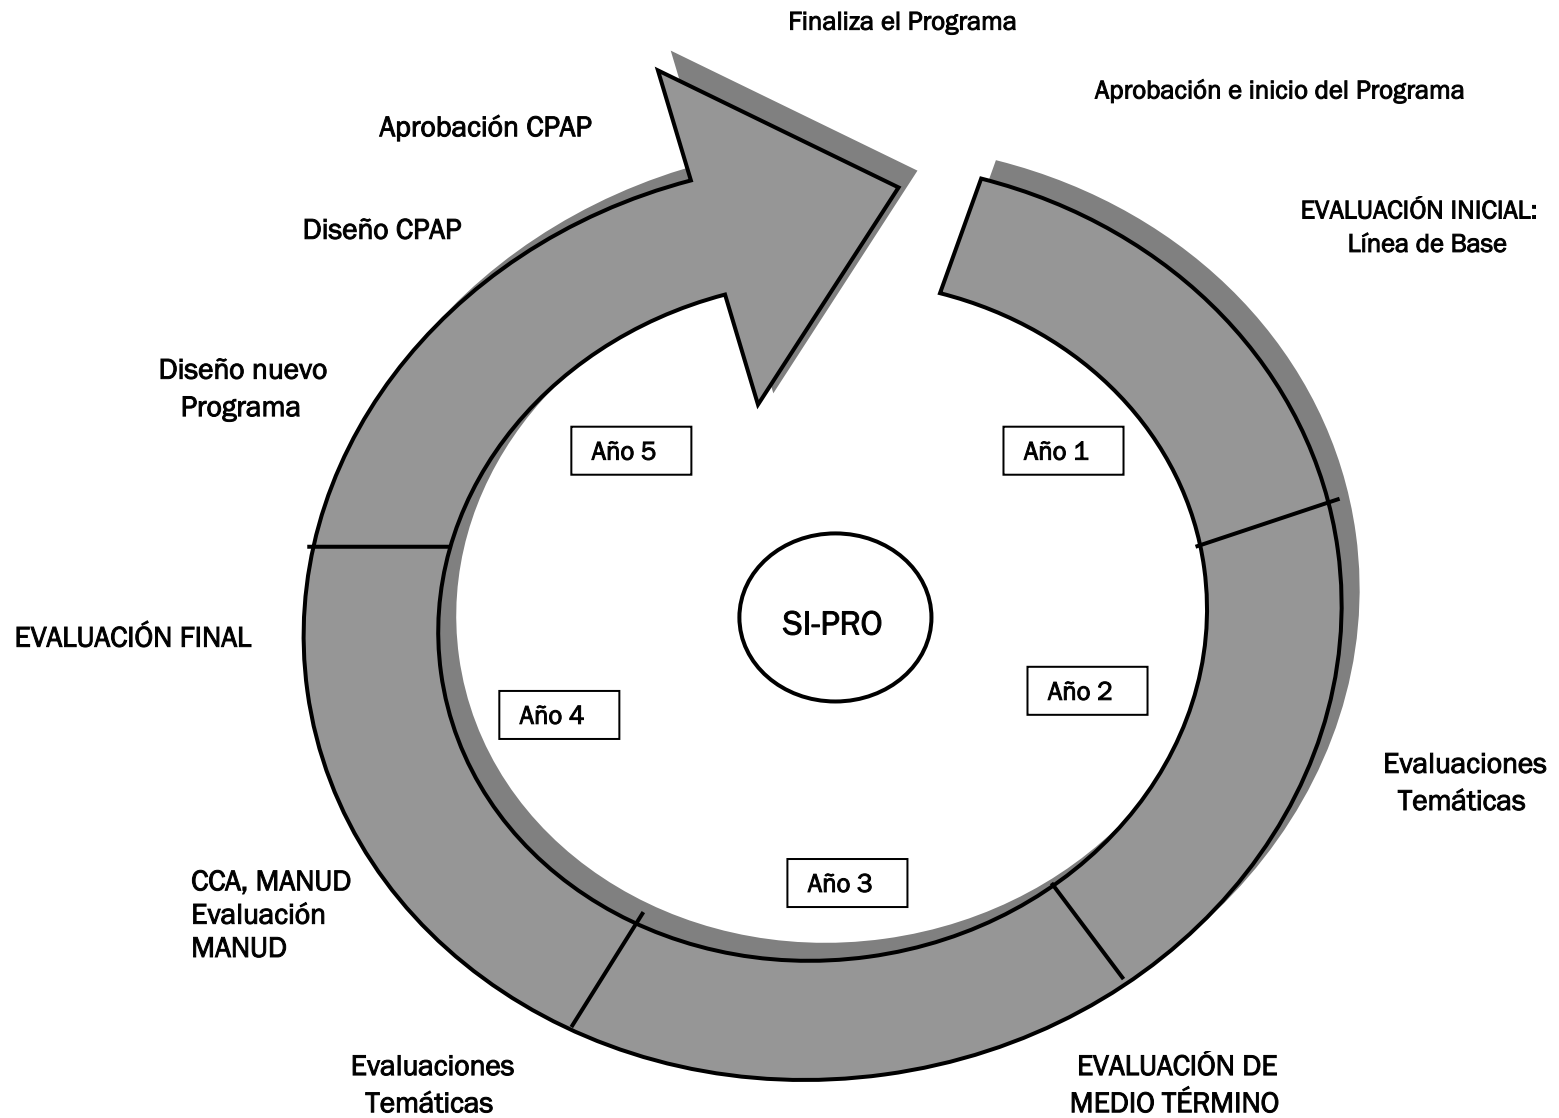 Finaliza el Programa
Aprobación e inicio del Programa
Aprobación CPAP
EVALUACIÓN INICIAL:
Línea de Base
Diseño CPAP
Diseño nuevo
Programa
Año 5
Año 1
SI-PRO
EVALUACIÓN FINAL
Año 2
Año 4
Evaluaciones
Temáticas
Año 3
CCA, MANUD
Evaluación
MANUD
Evaluaciones
Temáticas
EVALUACIÓN DE
MEDIO TÉRMINO